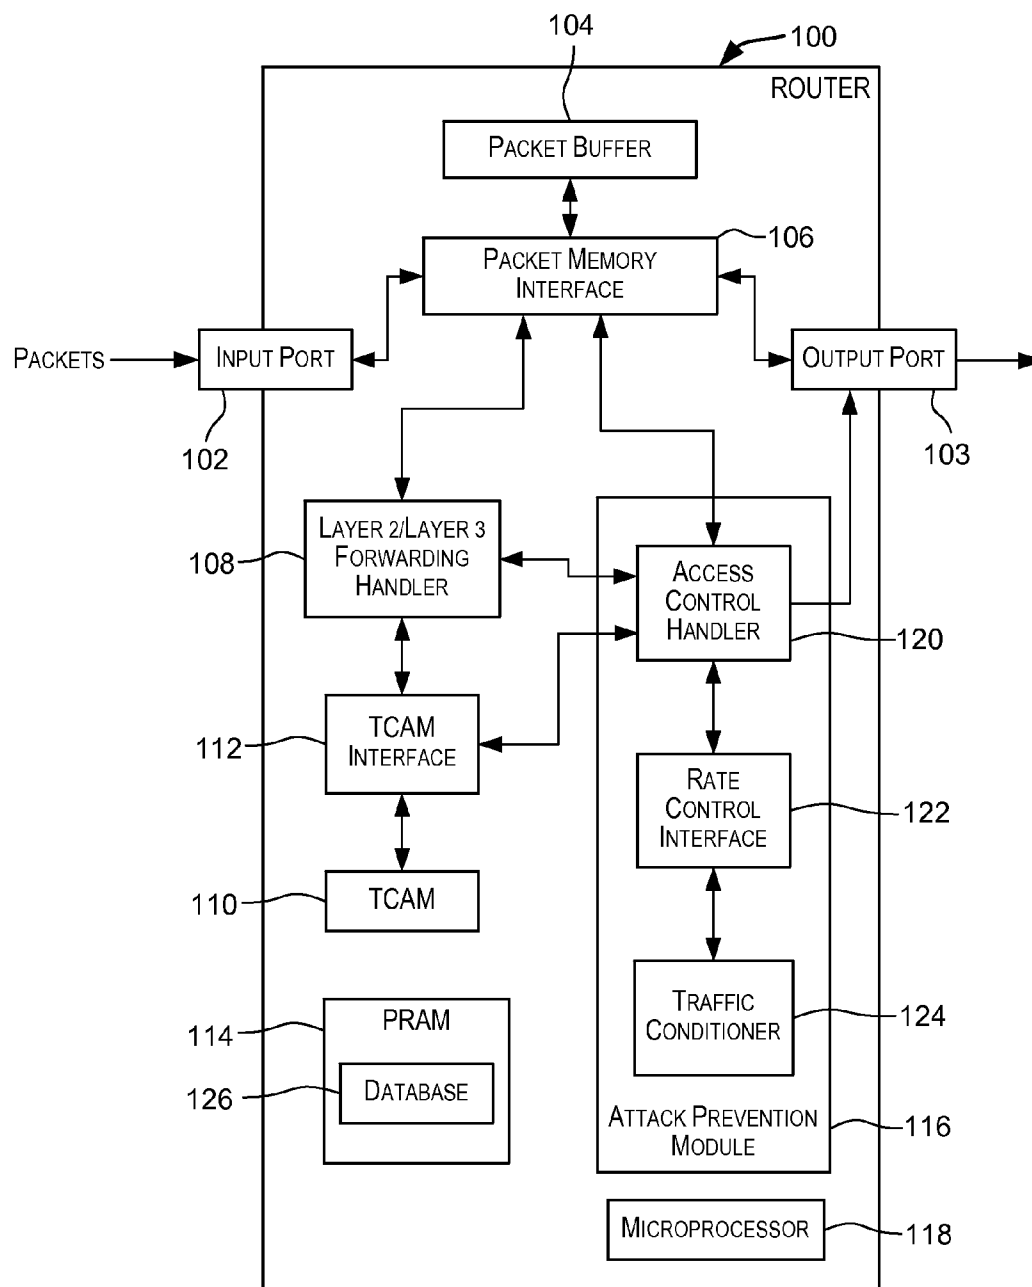 104
100
ROUTER
PACKET BUFFER
106
PACKET MEMORY
INTERFACE
PACKETS
INPUT PORT
OUTPUT PORT
102
103
108
LAYER 2/LAYER 3
FORWARDING
HANDLER
ACCESS
CONTROL
HANDLER
120
112
TCAM
INTERFACE
RATE
CONTROL
INTERFACE
122
110
TCAM
114
PRAM
126
DATABASE
TRAFFIC
CONDITIONER
124
ATTACK PREVENTION
MODULE
116
MICROPROCESSOR
118